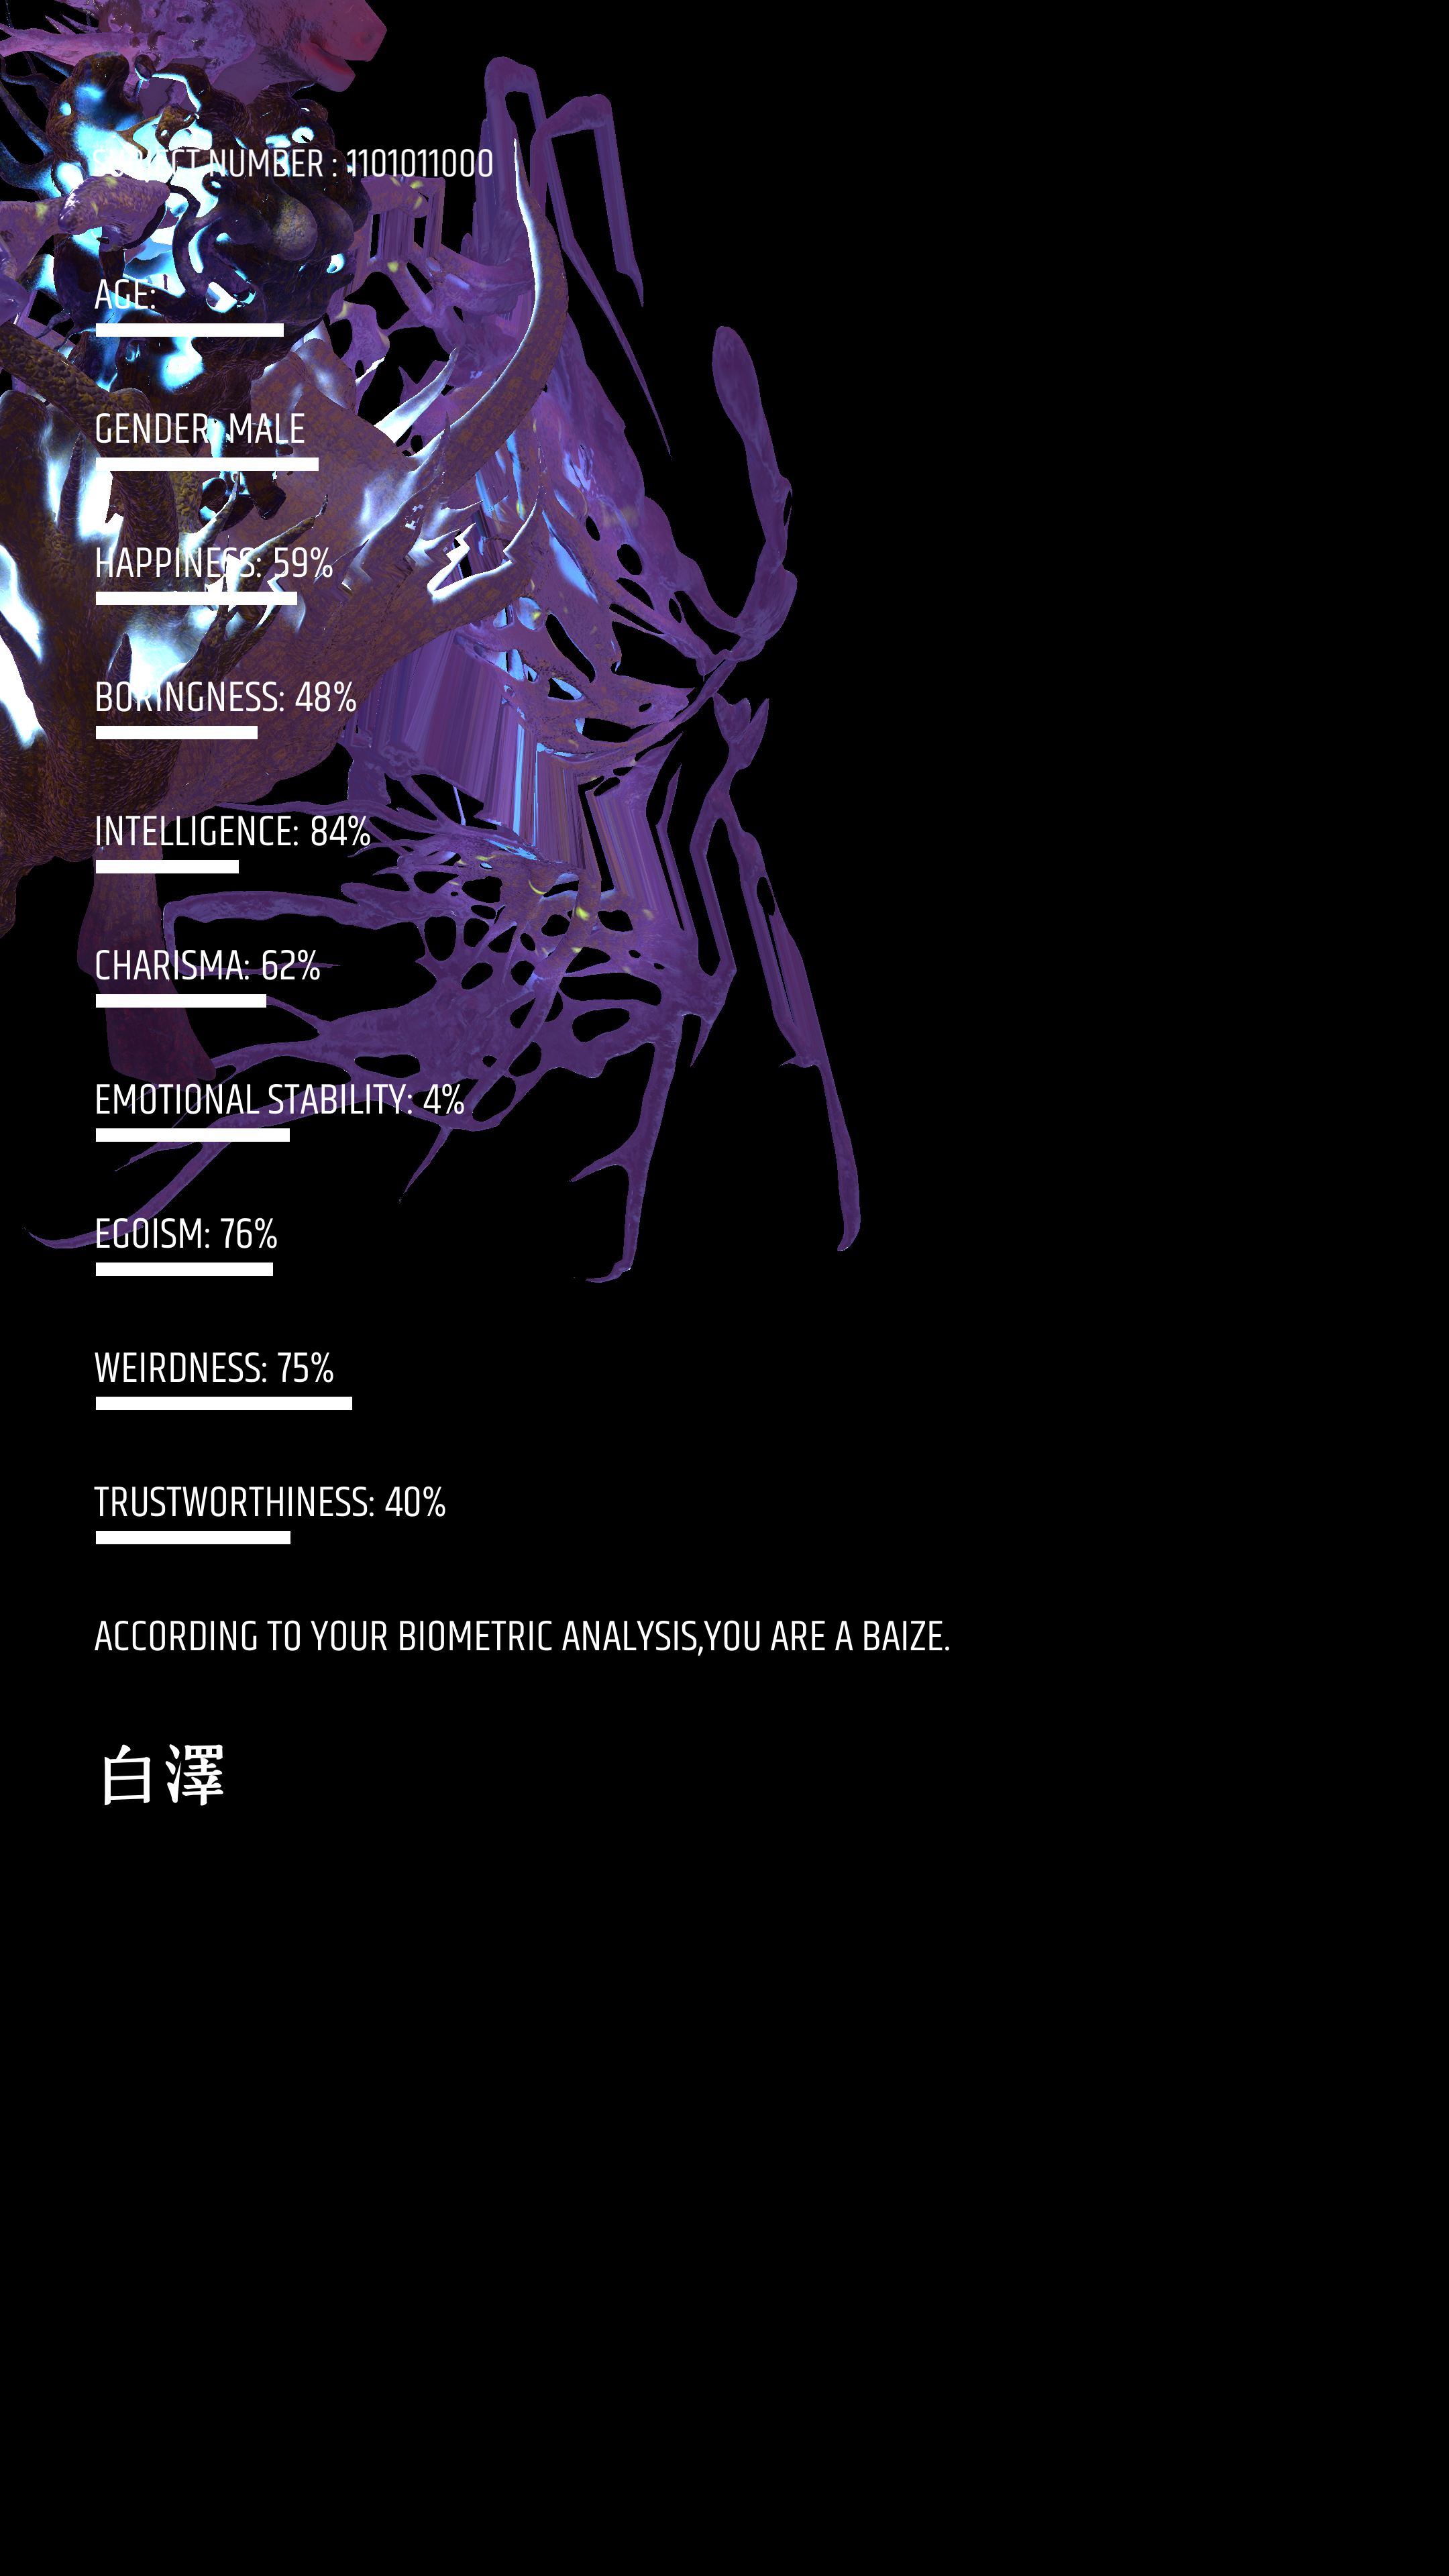 SUBJECT NUMBER : 1101011000
AGE:
GENDER: MALE
HAPPINESS: 59%
BORINGNESS: 48%
INTELLIGENCE: 84%
CHARISMA: 62%
EMOTIONAL STABILITY: 4%
EGOISM: 76%
WEIRDNESS: 75%
TRUSTWORTHINESS: 40%
ACCORDING TO YOUR BIOMETRIC ANALYSIS,YOU ARE A BAIZE.
白澤